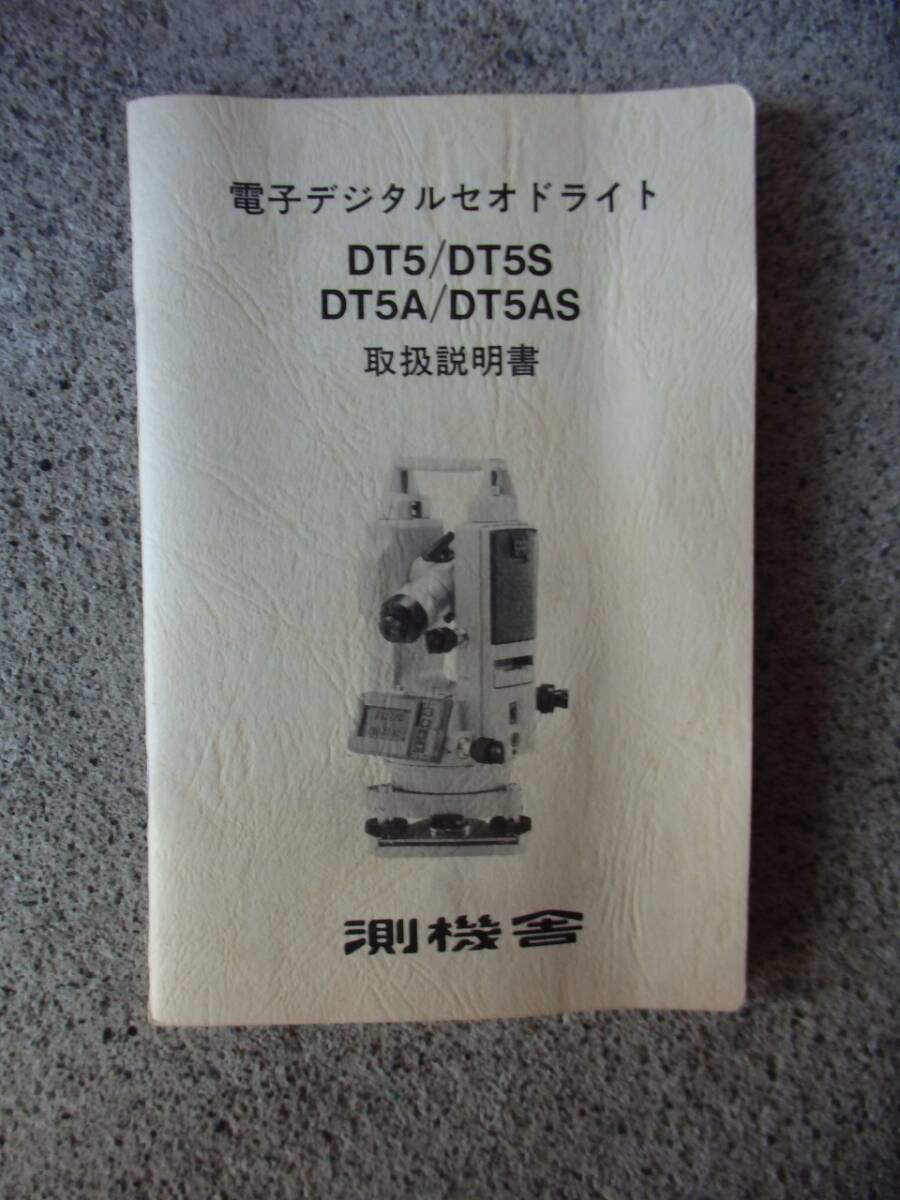 電子デジタルセオドライト
DT5/DT5S
DT5A/DT5AS
取扱説明書
測機舎